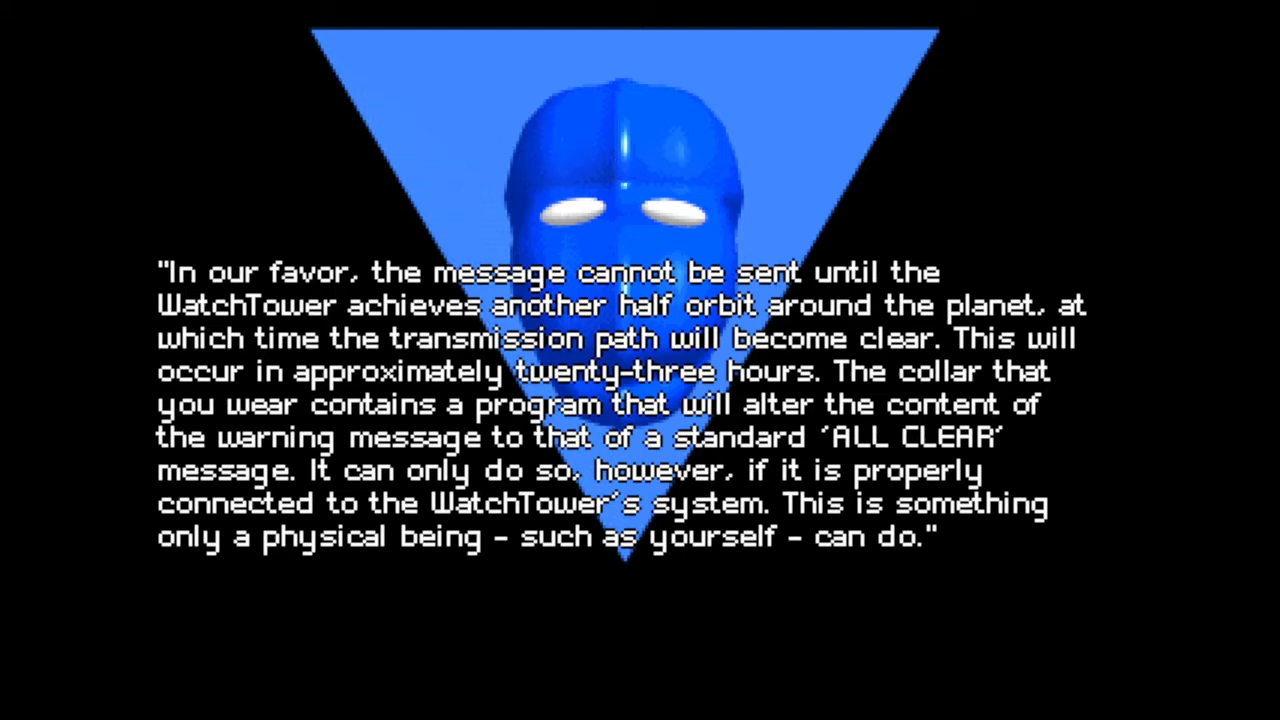 "In our favor, the message cannot be sent until the
WatchTower achieves another half orbit around the planet, at
which time the transmission path will become clear. This will
occur in approximately twenty-three hours. The collar that
you wear contains a program that will alter the content of
the warning message to that of a standard 'ALL CLEAR'
message. It can only do so, however, if it is properly
connected to the WatchTower's system. This is something
only a physical being - such as yourself - can do."